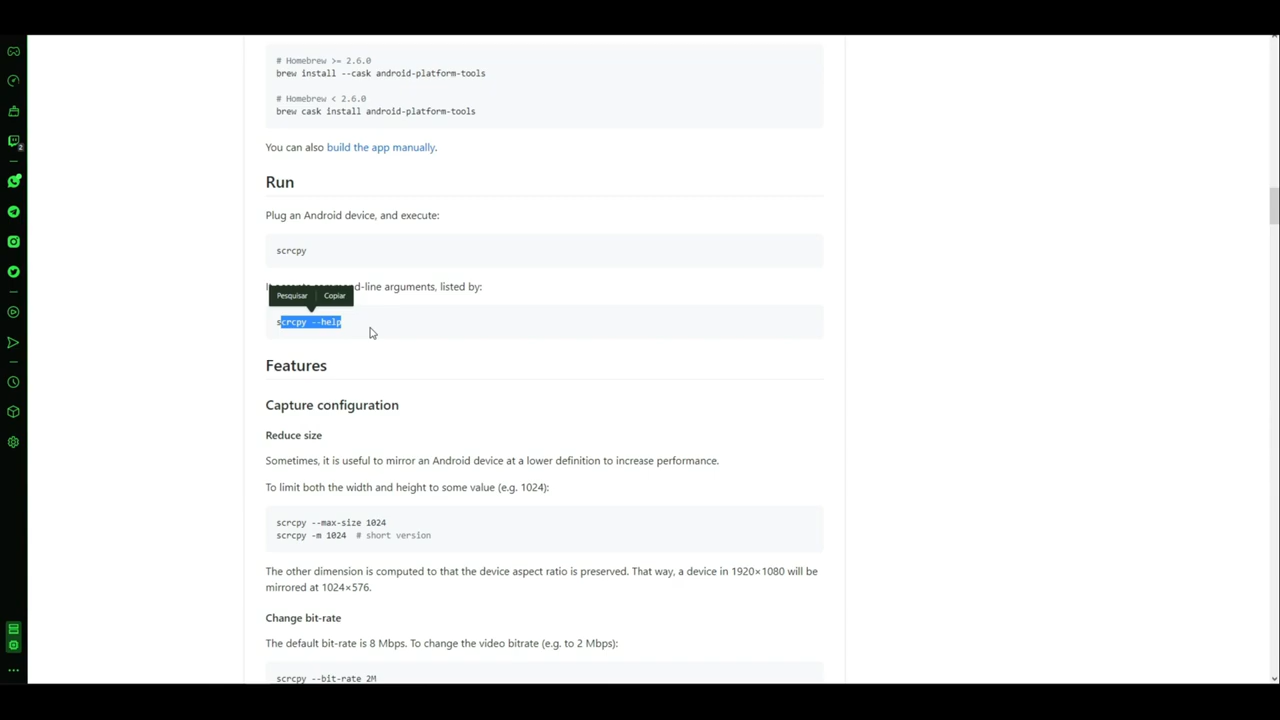 # Homebrew >= 2.6.0
brew install --cask android-platform-tools
# Homebrew < 2.6.0
brew cask install android-platform-tools
You can also build the app manually.
Run
Plug an Android device, and execute:
scrcpy
command-line arguments, listed by:
Pesquisar Copiar
scrcpy --help
Features
Capture configuration
Reduce size
Sometimes, it is useful to mirror an Android device at a lower definition to increase performance.
To limit both the width and height to some value (e.g. 1024):
scrcpy --max-size 1024
scrcpy -m 1024  # short version
The other dimension is computed to that the device aspect ratio is preserved. That way, a device in 1920×1080 will be
mirrored at 1024×576.
Change bit-rate
The default bit-rate is 8 Mbps. To change the video bitrate (e.g. to 2 Mbps):
scrcpy --bit-rate 2M